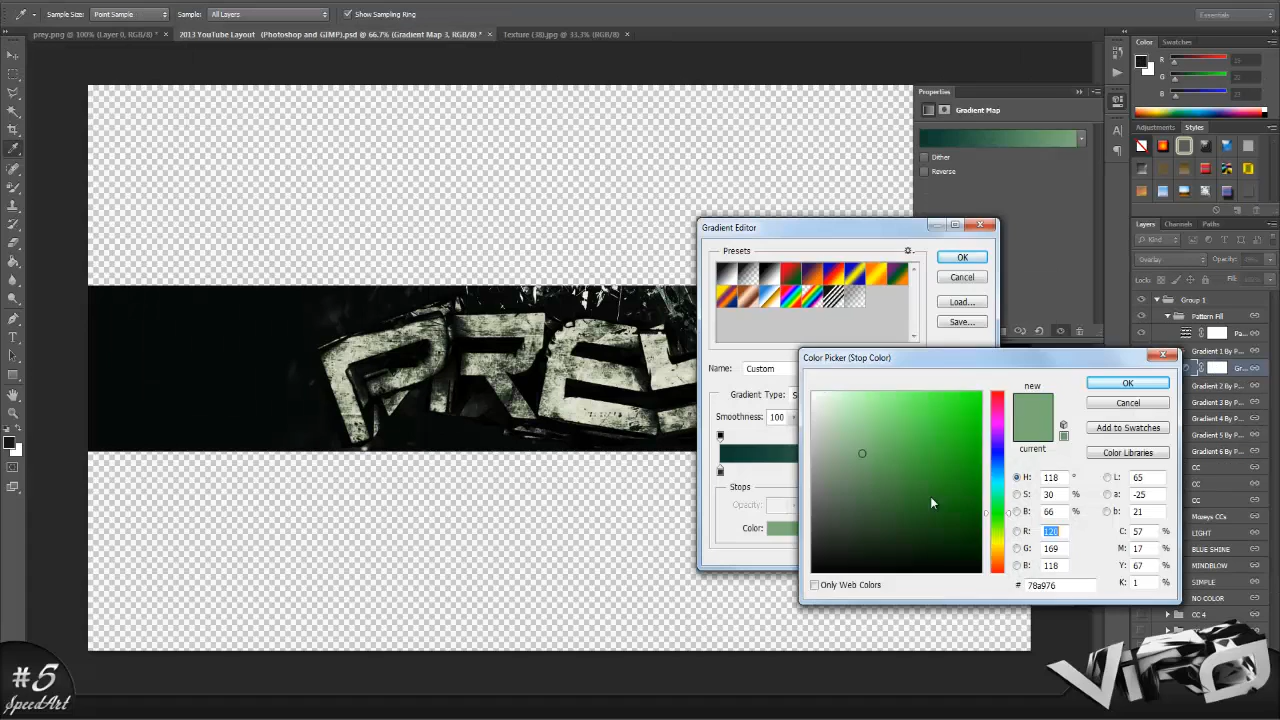 Sample Size: Point Sample Sample: All Layers Show Sampling Ring Essentials
prey.png @ 100% (Layer 0, RGB/8) * × 2013 YouTube Layout (Photoshop and GIMP).psd @ 66.7% (Gradient Map 3, RGB/8) * × Texture (38).jpg @ 33.3% (RGB/8) ×
Color Swatches
R
G
B
Properties
Gradient Map
Dither
Reverse
Adjustments Styles
Layers Channels Paths
Kind
Overlay Opacity:
Lock: Fill:
Group 1
Pattern Fill
Pa...
Gradient 1 By P...
Gr...
Gradient 2 By P...
Gradient 3 By P...
Gradient 4 By P...
Gradient 5 By P...
Gradient 6 By P...
CC
CC
CC
Mozeys CCs
LIGHT
BLUE SHINE
MINDBLOW
SIMPLE
NO COLOR
CC 4
PREY
Gradient Editor
Presets
OK
Cancel
Load...
Save...
Name: Custom
Gradient Type: S
Smoothness: 100
Stops
Opacity:
Color:
Color Picker (Stop Color)
new
current
OK
Cancel
Add to Swatches
Color Libraries
H: 118 °
S: 30 %
B: 66 %
R: 120
G: 169
B: 118
# 78a976
L: 65
a: -25
b: 21
C: 57 %
M: 17 %
Y: 67 %
K: 1 %
Only Web Colors
#5
SpeedArt